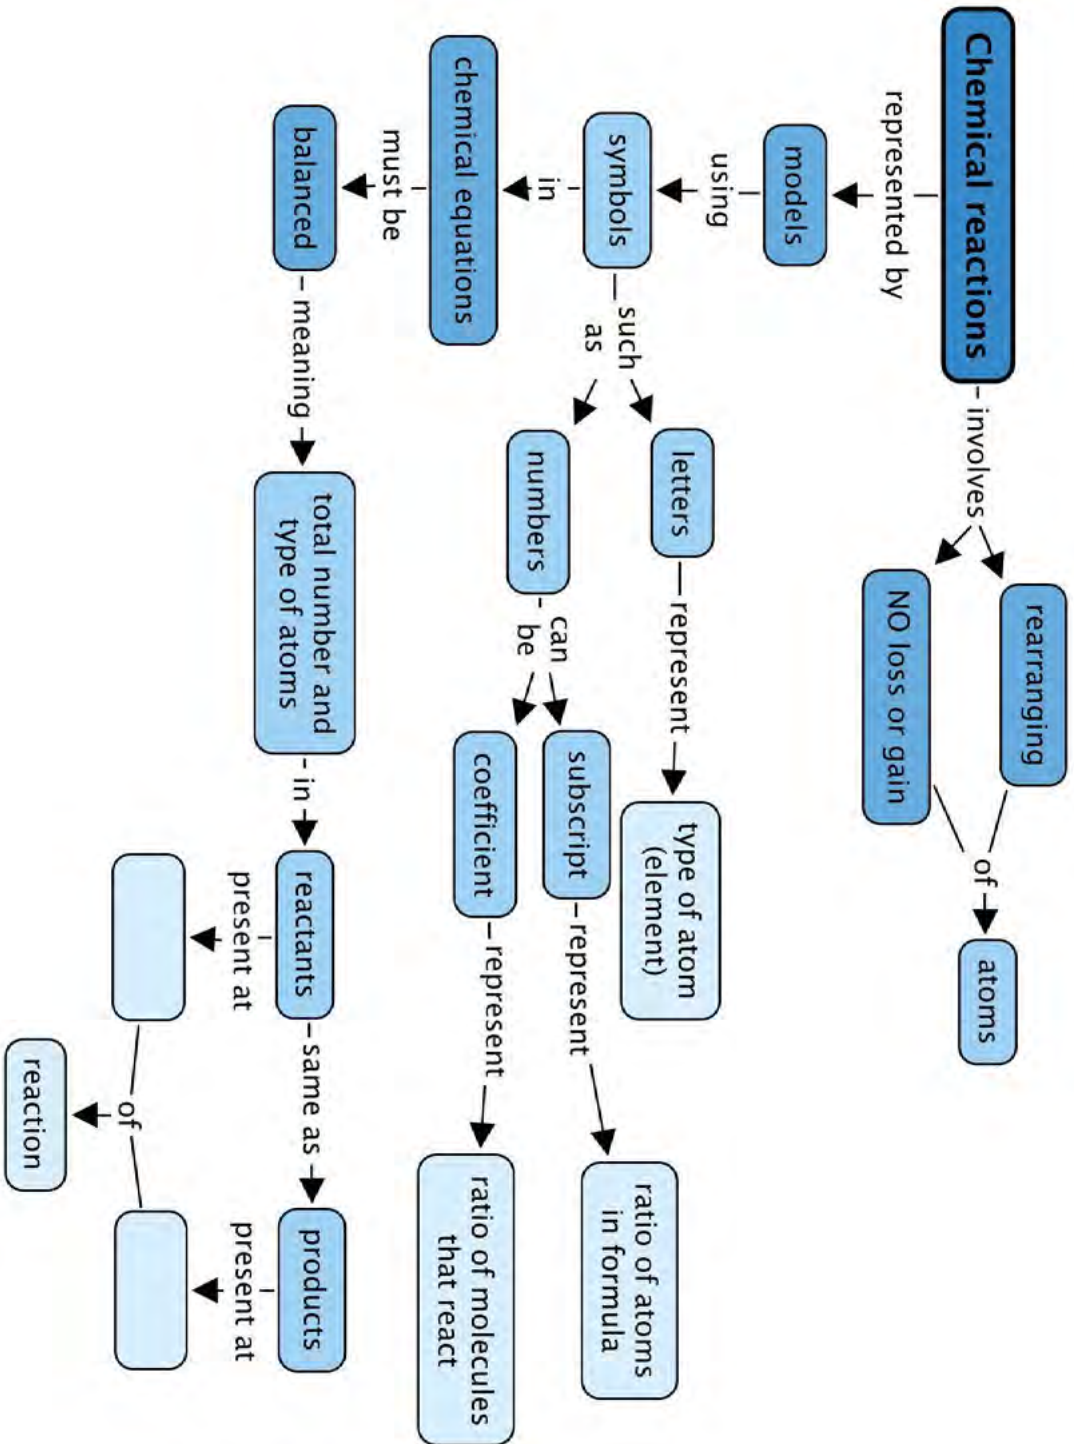 Chemical reactions
involves
rearranging
NO loss or gain
of
atoms
represented by
models
using
symbols
such
as
letters
represent
type of atom
(element)
numbers
can
be
subscript
represent
ratio of atoms
in formula
coefficient
represent
ratio of molecules
that react
in
chemical equations
must be
balanced
meaning
total number and
type of atoms
in
reactants
same as
products
present at
present at
of
reaction